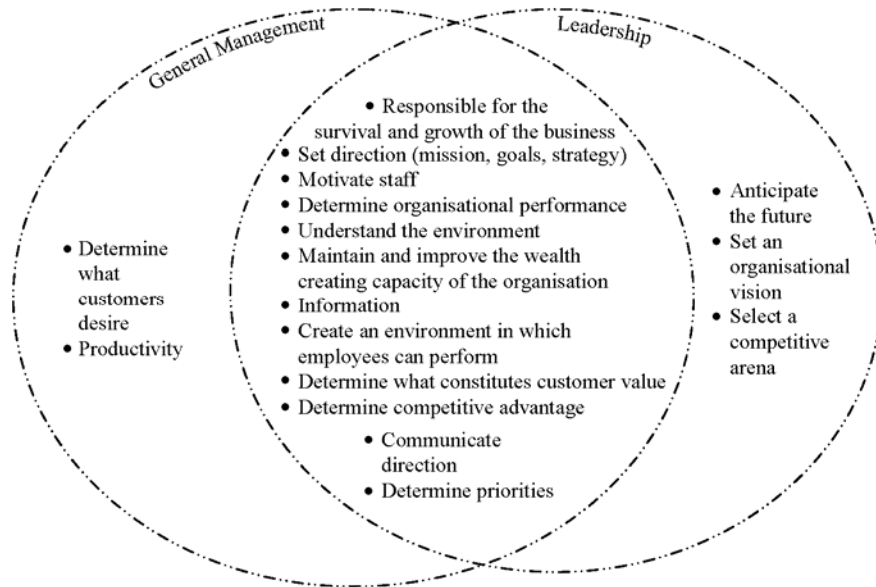 General Management
Leadership
• Responsible for the
survival and growth of the business
• Set direction (mission, goals, strategy)
• Motivate staff
• Determine organisational performance
• Understand the environment
• Maintain and improve the wealth
creating capacity of the organisation
• Information
• Create an environment in which
employees can perform
• Determine what constitutes customer value
• Determine competitive advantage
• Communicate
direction
• Determine priorities
• Determine
what
customers
desire
• Productivity
• Anticipate
the future
• Set an
organisational
vision
• Select a
competitive
arena